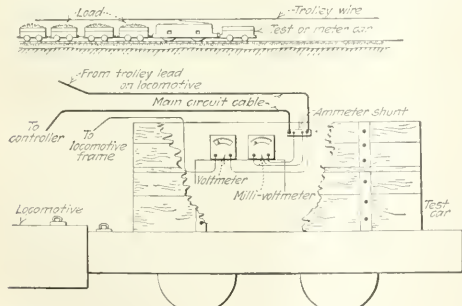 Load
Trolley wire
Test or meter car
From trolley lead
on locomotive
Main circuit cable
Ammeter shunt
To
controller
To
locomotive
frame
Voltmeter
Milli-voltmeter
Locomotive
Test
car